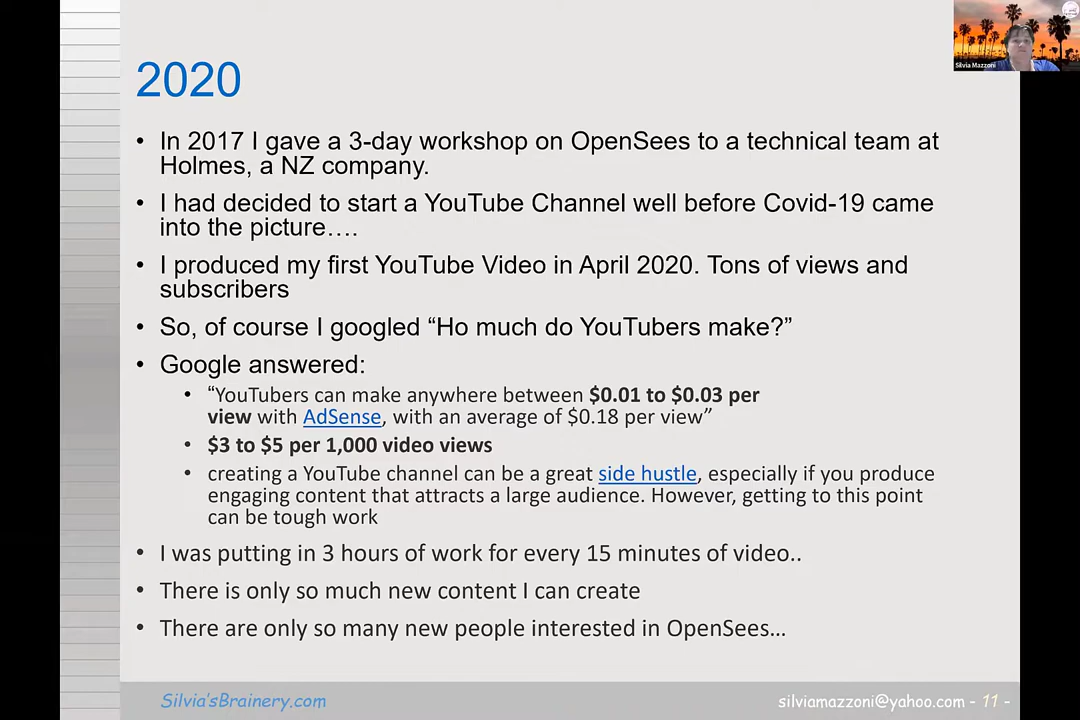 Silvia Mazzoni
2020
• In 2017 I gave a 3-day workshop on OpenSees to a technical team at
Holmes, a NZ company.
• I had decided to start a YouTube Channel well before Covid-19 came
into the picture….
• I produced my first YouTube Video in April 2020. Tons of views and
subscribers
• So, of course I googled “Ho much do YouTubers make?”
• Google answered:
• “YouTubers can make anywhere between $0.01 to $0.03 per
view with AdSense, with an average of $0.18 per view”
• $3 to $5 per 1,000 video views
• creating a YouTube channel can be a great side hustle, especially if you produce
engaging content that attracts a large audience. However, getting to this point
can be tough work
• I was putting in 3 hours of work for every 15 minutes of video..
• There is only so much new content I can create
• There are only so many new people interested in OpenSees…
Silvia'sBrainery.com
silviamazzoni@yahoo.com - 11 -